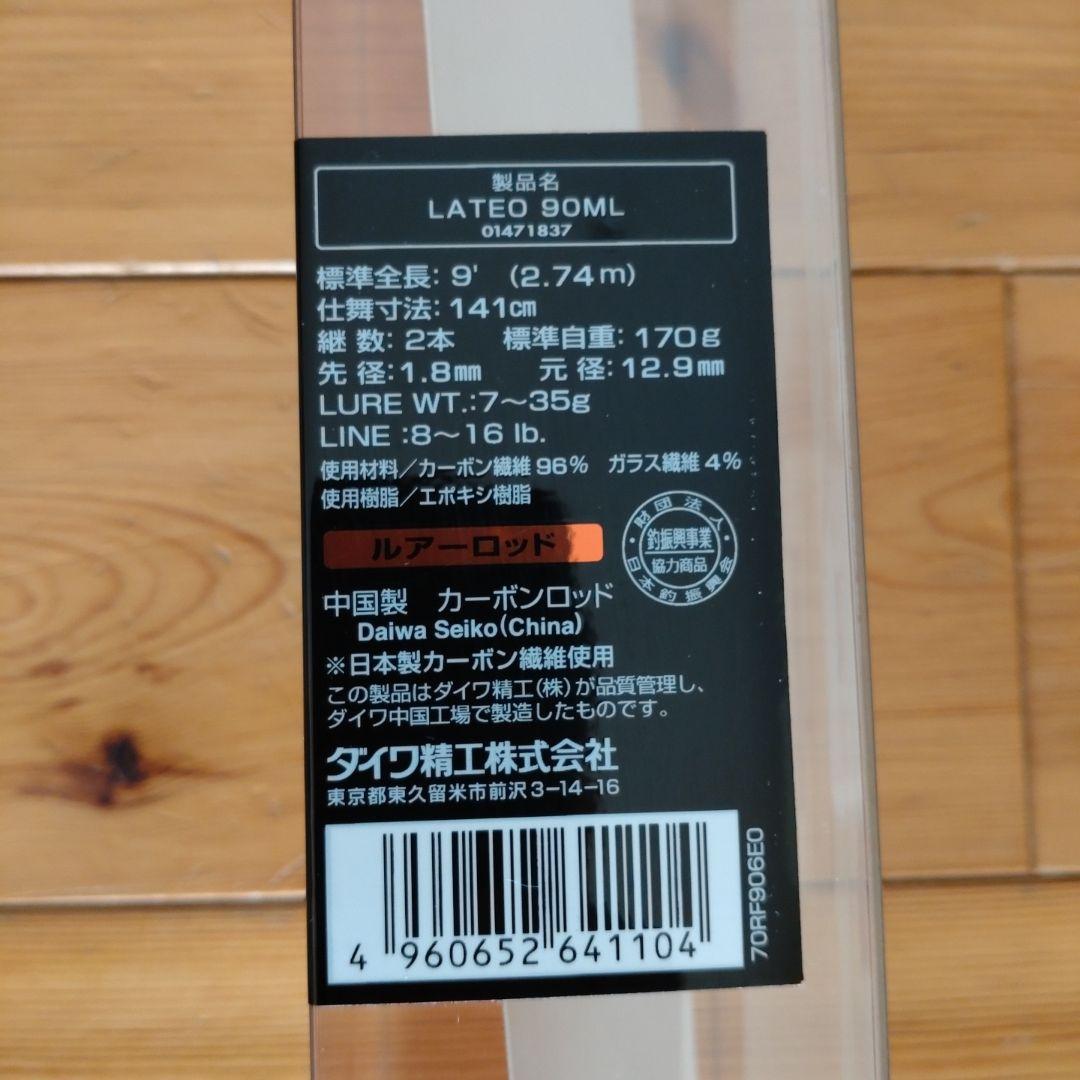 製品名
LATEO 90ML
01471837
標準全長: 9' (2.74m)
仕舞寸法: 141㎝
継 数: 2本 標準自重: 170g
先 径: 1.8㎜ 元 径: 12.9㎜
LURE WT.:7〜35g
LINE :8〜16 lb.
使用材料/カーボン繊維96% ガラス繊維4%
使用樹脂/エポキシ樹脂
・財団法人・
釣振興事業
協力商品
日本釣振興会
ルアーロッド
中国製 カーボンロッド
Daiwa Seiko(China)
※日本製カーボン繊維使用
この製品はダイワ精工(株)が品質管理し、
ダイワ中国工場で製造したものです。
ダイワ精工株式会社
東京都東久留米市前沢3-14-16
4 960652 641104
70RF906E0